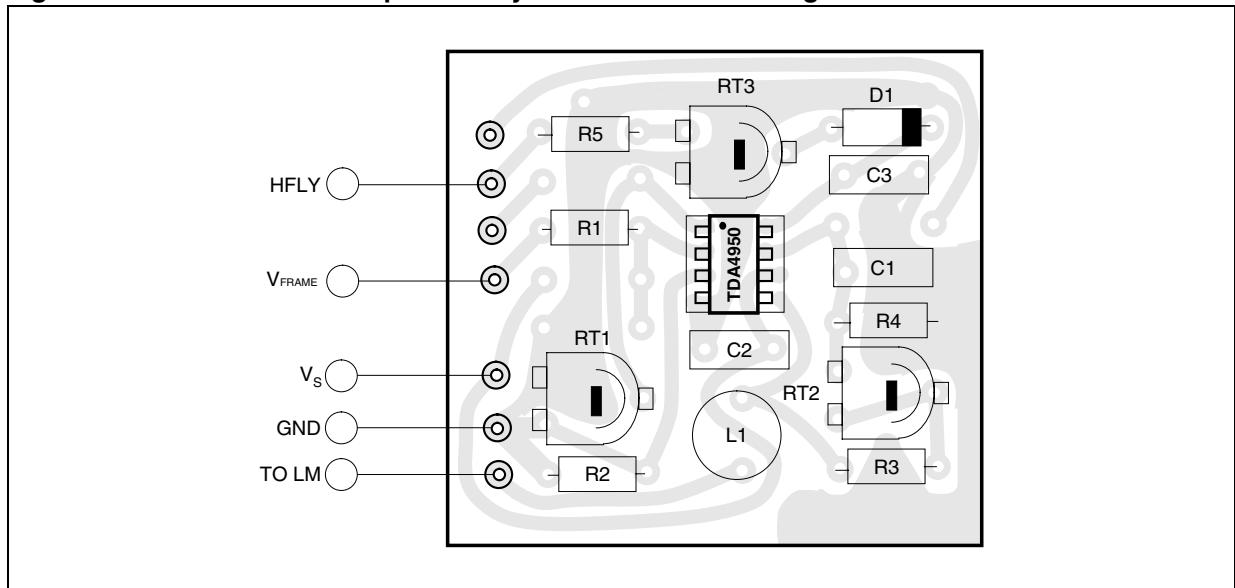 RT3
D1
R5
C3
HFLY
R1
TDA4950
VFRAME
C1
R4
RT1
C2
VS
RT2
GND
L1
TO LM
R2
R3